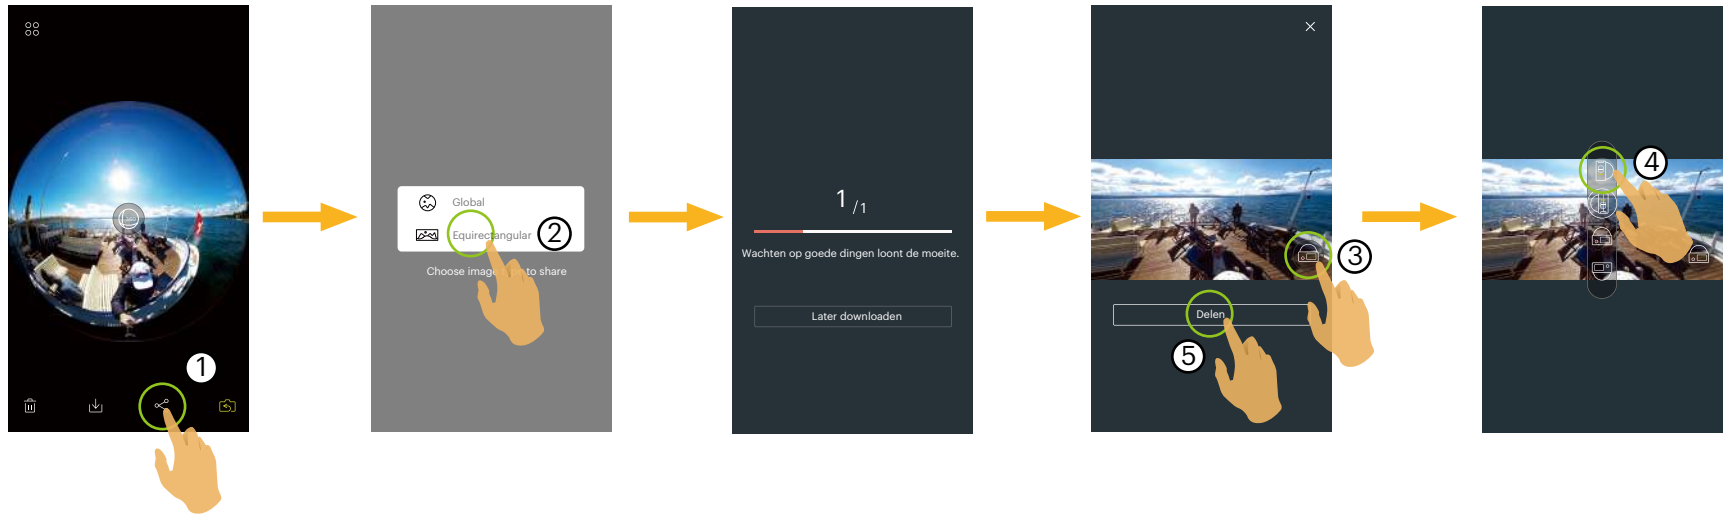 1
Global
Equirectangular
2
Choose image to share
1 /1
Wachten op goede dingen loont de moeite.
Later downloaden
3
Delen
5
4